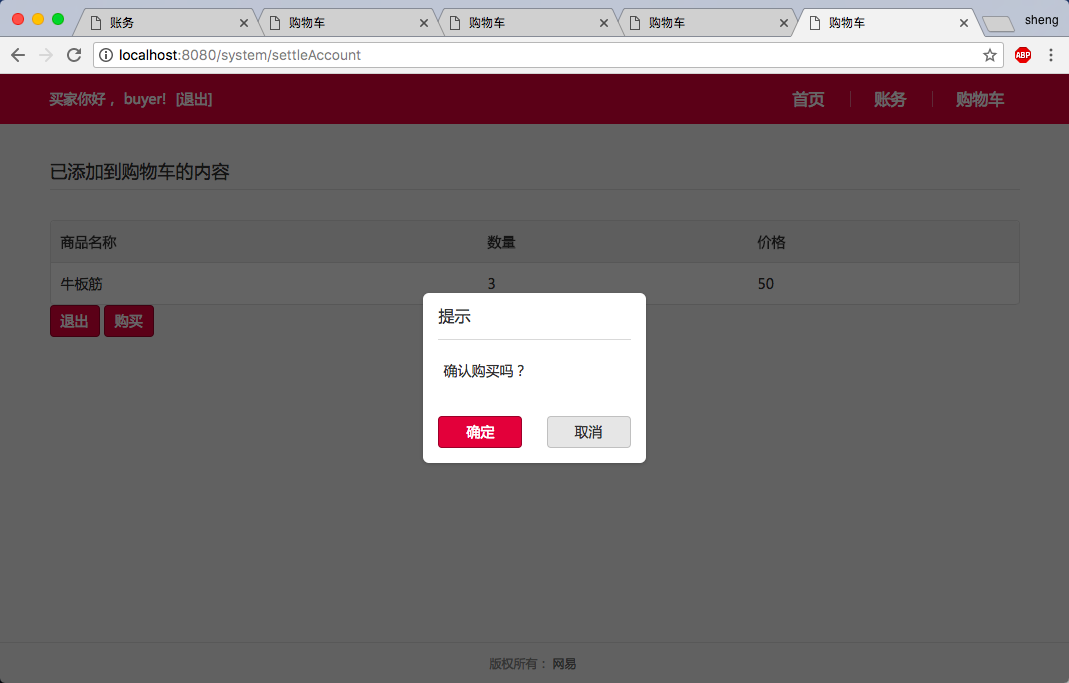 账务 购物车 购物车 购物车 购物车 sheng
localhost:8080/system/settleAccount ABP
买家你好， buyer! [退出] 首页 账务 购物车
已添加到购物车的内容
商品名称 数量 价格
牛板筋 3 50
退出 购买
提示
确认购买吗？
确定 取消
版权所有：网易